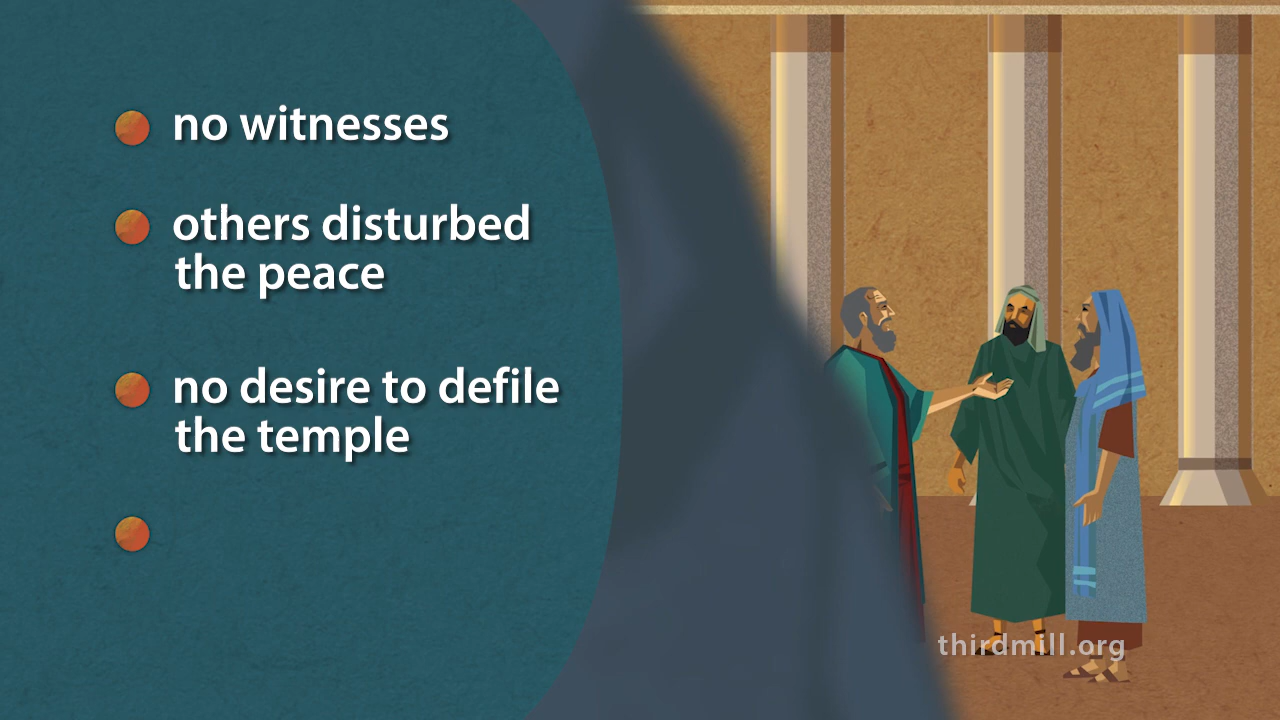 no witnesses
others disturbed
the peace
no desire to defile
the temple
thirdmill.org